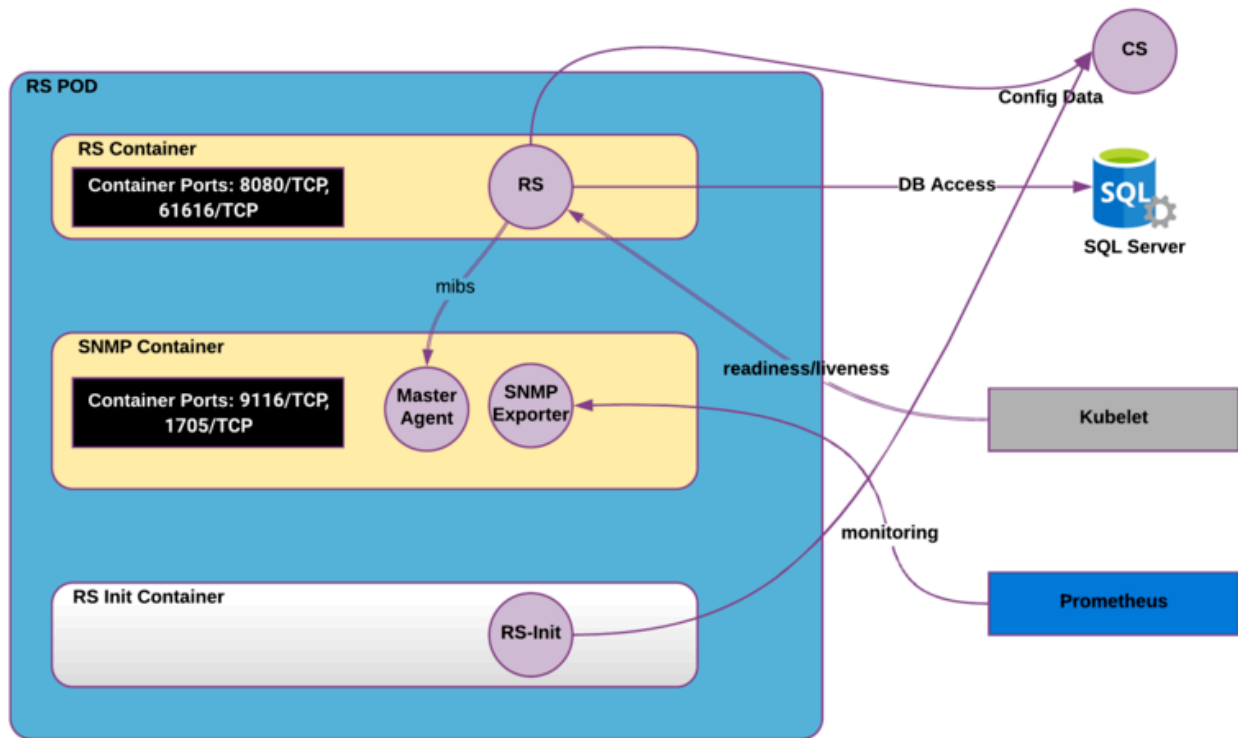 CS
Config Data
RS POD
RS Container
Container Ports: 8080/TCP,
61616/TCP
RS
DB Access
SQL
SQL Server
mibs
SNMP Container
Container Ports: 9116/TCP,
1705/TCP
Master
Agent
SNMP
Exporter
readiness/liveness
Kubelet
monitoring
Prometheus
RS Init Container
RS-Init